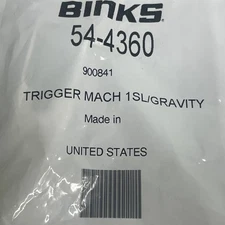 BINKS.
54-4360
900841
TRIGGER MACH 1SL/GRAVITY
Made in
UNITED STATES